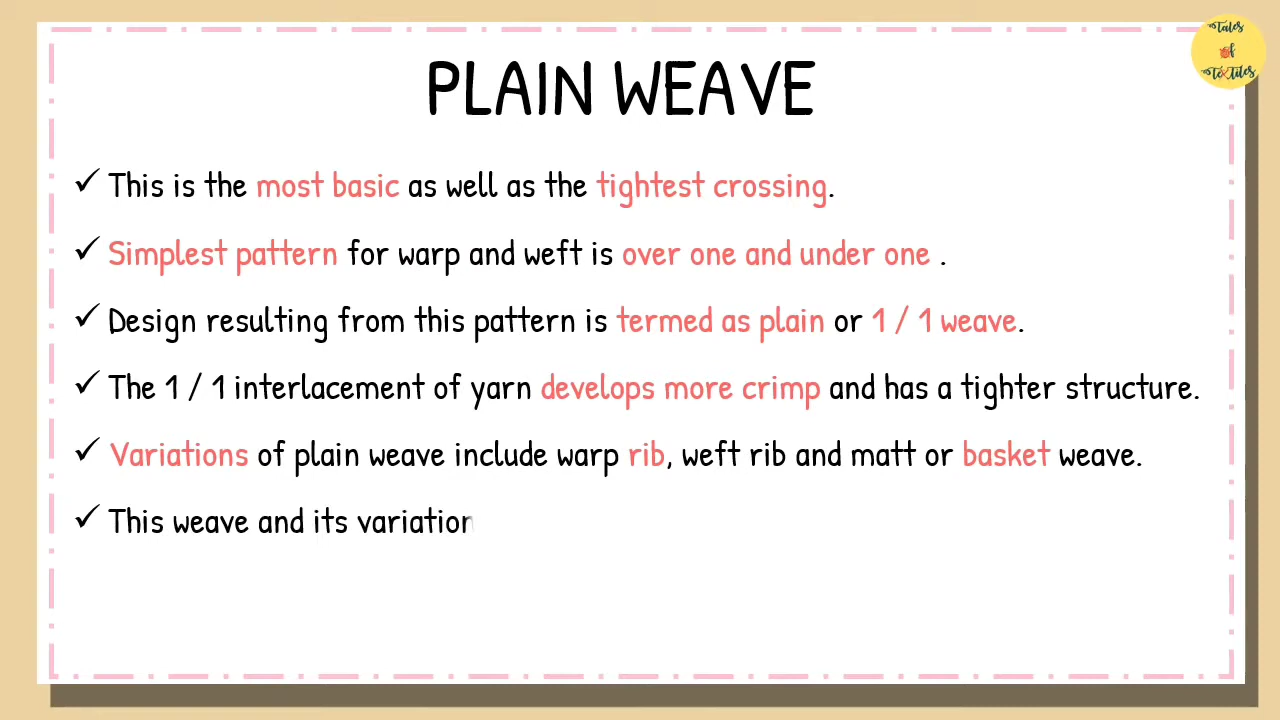 Tales
of
Textiles
PLAIN WEAVE
✓ This is the most basic as well as the tightest crossing.
✓ Simplest pattern for warp and weft is over one and under one .
✓ Design resulting from this pattern is termed as plain or 1 / 1 weave.
✓ The 1 / 1 interlacement of yarn develops more crimp and has a tighter structure.
✓ Variations of plain weave include warp rib, weft rib and matt or basket weave.
✓ This weave and its variation